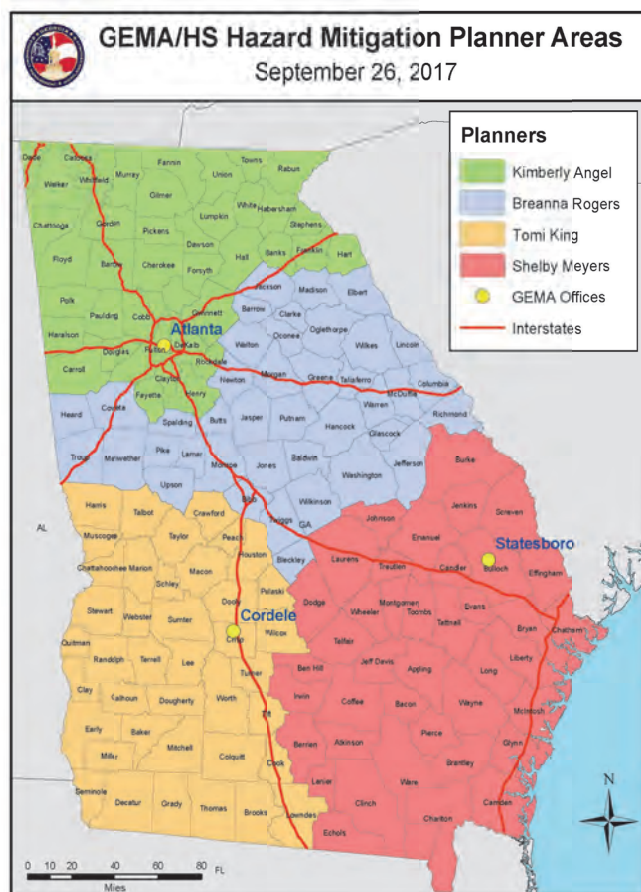 GEMA/HS Hazard Mitigation Planner Areas
September 26, 2017
Planners
Kimberly Angel
Breanna Rogers
Tomi King
Shelby Meyers
GEMA Offices
Interstates
Dade Catoosa Fannin Towns Rabun
Walker Whitfield Murray Union
Gilmer White Habersham
Chattooga Gordon Pickens Lumpkin Stephens
Dawson Banks Franklin Hart
Floyd Bartow Cherokee Forsyth Hall
Jackson Madison Elbert
Polk Paulding Cobb Gwinnett Barrow Clarke
Atlanta
Haralson Douglas Fulton DeKalb Walton Oconee Oglethorpe Wilkes Lincoln
Carroll Clayton Rockdale Newton Morgan Greene Taliaferro Columbia
Fayette Henry McDuffie
Warren Richmond
Heard Coweta Spalding Butts Jasper Putnam Hancock Glascock
Troup Meriwether Pike Lamar Monroe Jones Baldwin Washington Jefferson Burke
Upson Bibb Wilkinson
Harris Talbot Crawford Twiggs GA Johnson Jenkins Screven
AL
Muscogee Taylor Peach Houston Emanuel
Statesboro
Chattahoochee Marion Macon Bleckley Laurens Treutlen Candler Bulloch Effingham
Schley Pulaski Dodge Montgomery Evans
Stewart Webster Sumter Dooly Wheeler Toombs Tattnall Bryan Chatham
Cordele
Quitman Crisp Wilcox Telfair Liberty
Randolph Terrell Lee Turner Ben Hill Jeff Davis Appling Long
Clay Calhoun Dougherty Worth Tift Irwin Coffee Bacon Wayne McIntosh
Early Baker Pierce
Miller Mitchell Colquitt Cook Berrien Atkinson Brantley Glynn
Seminole Lanier Ware
Decatur Grady Thomas Brooks Lowndes Clinch Charlton Camden
Echols
N
0 10 20 40 60 80 FL
Miles